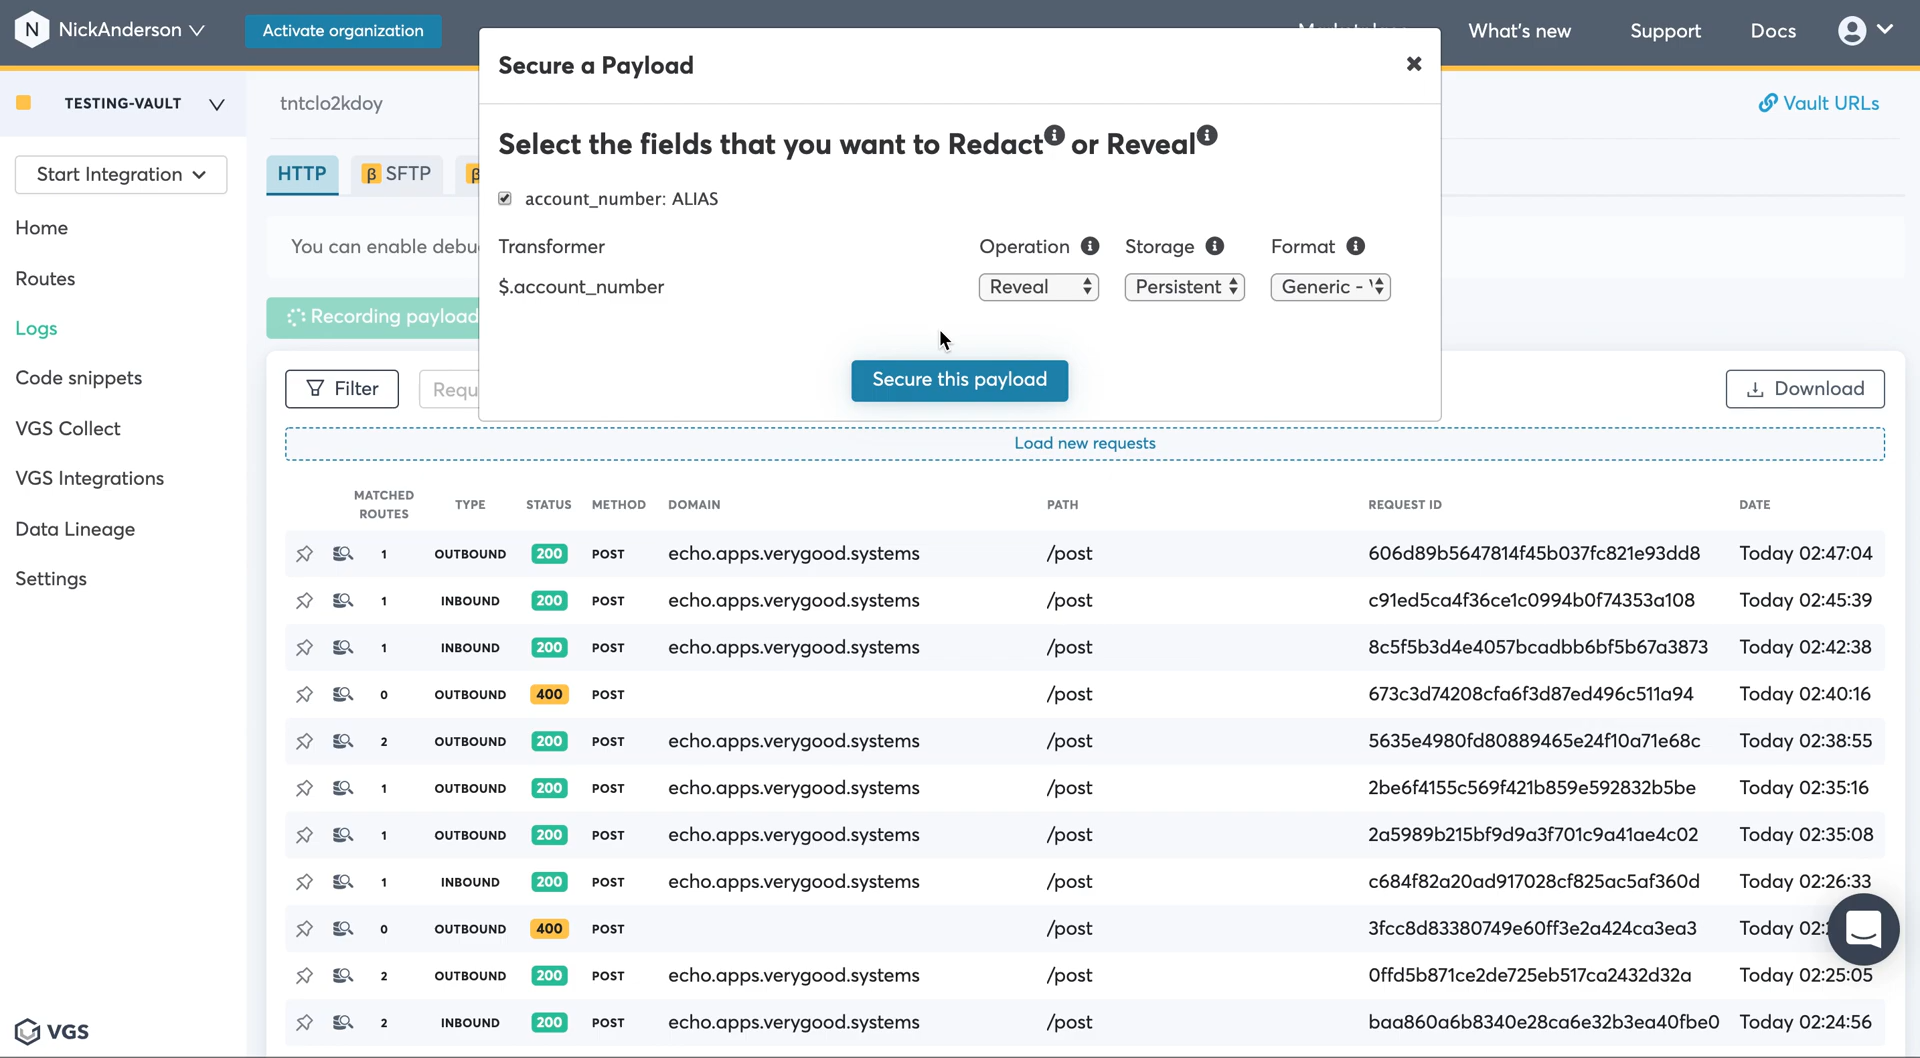 N NickAnderson
Activate organization
What's new
Support
Docs
TESTING-VAULT
tntclo2kdoy
Vault URLs
Start Integration
Home
Routes
Logs
Code snippets
VGS Collect
VGS Integrations
Data Lineage
Settings
VGS
HTTP
β SFTP
β
You can enable debu
Recording payload
Secure a Payload
Select the fields that you want to Redact or Reveal
account_number: ALIAS
Transformer Operation Storage Format
$.account_number Reveal Persistent Generic -
Secure this payload
Filter
Requ
Download
Load new requests
MATCHED ROUTES TYPE STATUS METHOD DOMAIN PATH REQUEST ID DATE
1 OUTBOUND 200 POST echo.apps.verygood.systems /post 606d89b5647814f45b037fc821e93dd8 Today 02:47:04
1 INBOUND 200 POST echo.apps.verygood.systems /post c91ed5ca4f36ce1c0994b0f74353a108 Today 02:45:39
1 INBOUND 200 POST echo.apps.verygood.systems /post 8c5f5b3d4e4057bcadbb6bf5b67a3873 Today 02:42:38
0 OUTBOUND 400 POST /post 673c3d74208cfa6f3d87ed496c511a94 Today 02:40:16
2 OUTBOUND 200 POST echo.apps.verygood.systems /post 5635e4980fd80889465e24f10a71e68c Today 02:38:55
1 OUTBOUND 200 POST echo.apps.verygood.systems /post 2be6f4155c569f421b859e592832b5be Today 02:35:16
1 OUTBOUND 200 POST echo.apps.verygood.systems /post 2a5989b215bf9d9a3f701c9a41ae4c02 Today 02:35:08
1 INBOUND 200 POST echo.apps.verygood.systems /post c684f82a20ad917028cf825ac5af360d Today 02:26:33
0 OUTBOUND 400 POST /post 3fcc8d83380749e60ff3e2a424ca3ea3 Today 02:
2 OUTBOUND 200 POST echo.apps.verygood.systems /post 0ffd5b871ce2de725eb517ca2432d32a Today 02:25:05
2 INBOUND 200 POST echo.apps.verygood.systems /post baa860a6b8340e28ca6e32b3ea40fbe0 Today 02:24:56